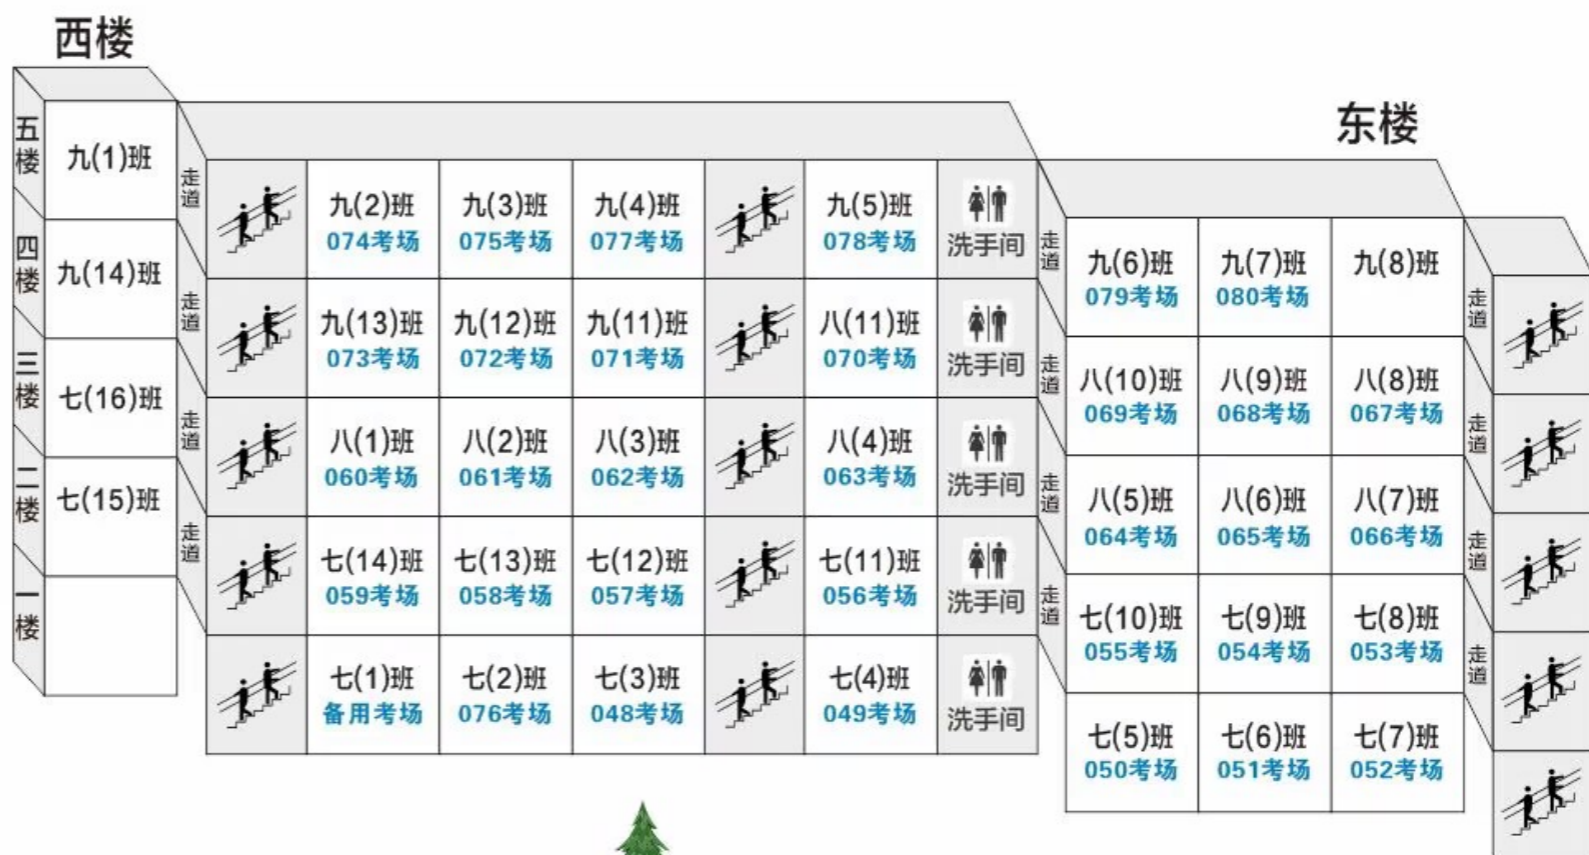 西楼
东楼
五楼
四楼
三楼
二楼
一楼
九(1)班
九(14)班
七(16)班
七(15)班
走道
走道
走道
走道
九(2)班
074考场
九(3)班
075考场
九(4)班
077考场
九(5)班
078考场
洗手间
九(13)班
073考场
九(12)班
072考场
九(11)班
071考场
八(11)班
070考场
洗手间
八(1)班
060考场
八(2)班
061考场
八(3)班
062考场
八(4)班
063考场
洗手间
七(14)班
059考场
七(13)班
058考场
七(12)班
057考场
七(11)班
056考场
洗手间
七(1)班
备用考场
七(2)班
076考场
七(3)班
048考场
七(4)班
049考场
洗手间
走道
走道
走道
走道
九(6)班
079考场
九(7)班
080考场
九(8)班
八(10)班
069考场
八(9)班
068考场
八(8)班
067考场
八(5)班
064考场
八(6)班
065考场
八(7)班
066考场
七(10)班
055考场
七(9)班
054考场
七(8)班
053考场
七(5)班
050考场
七(6)班
051考场
七(7)班
052考场
走道
走道
走道
走道